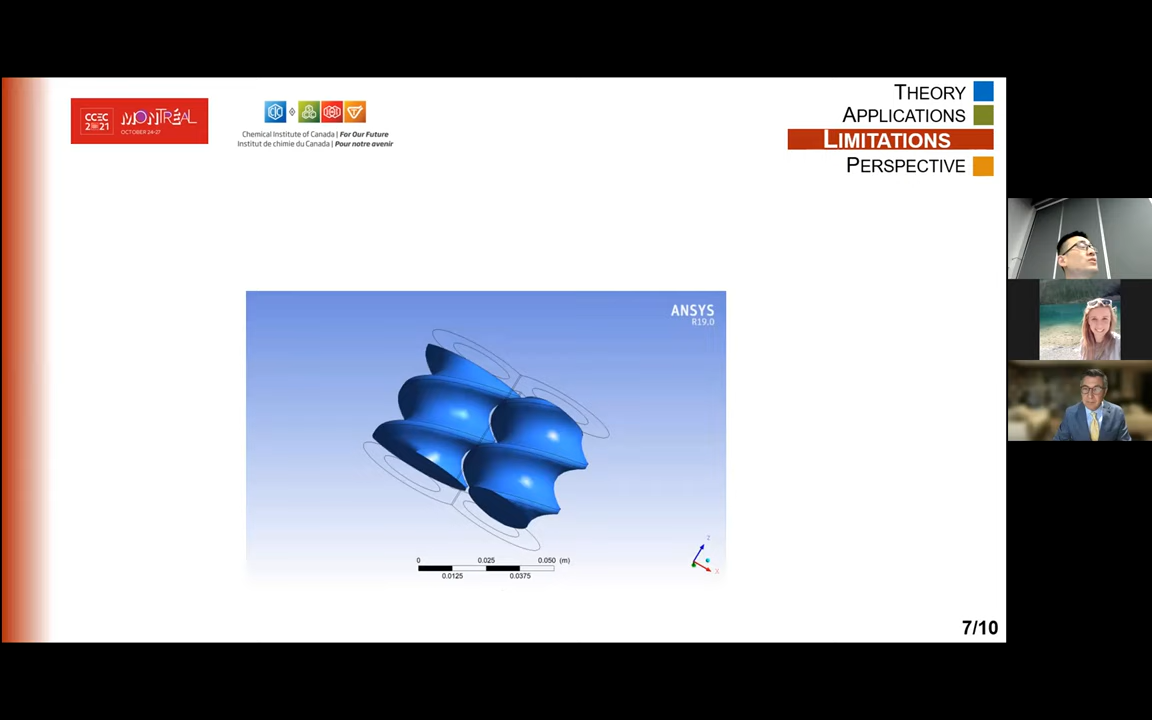 CCEC
2021
MONTRÉAL
OCTOBER 24-27
Chemical Institute of Canada | For Our Future
Institut de chimie du Canada | Pour notre avenir
THEORY
APPLICATIONS
LIMITATIONS
PERSPECTIVE
ANSYS
R19.0
0 0.025 0.050 (m)
0.0125 0.0375
Z
X
7/10